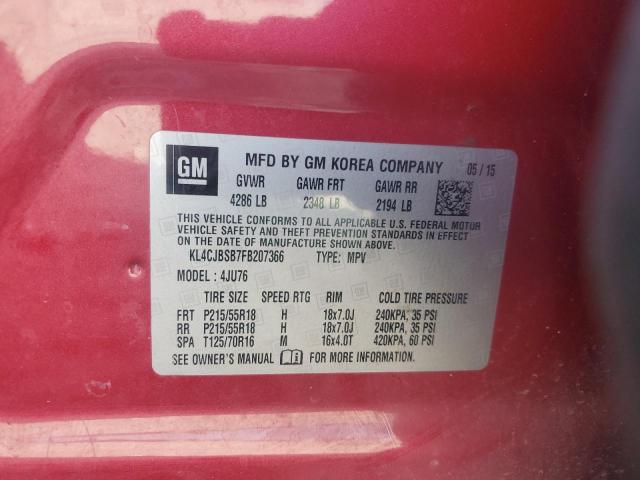 GM MFD BY GM KOREA COMPANY 05/15
GVWR GAWR FRT GAWR RR
4286 LB 2348 LB 2194 LB
THIS VEHICLE CONFORMS TO ALL APPLICABLE U.S. FEDERAL MOTOR
VEHICLE SAFETY AND THEFT PREVENTION STANDARDS IN EFFECT
ON THE DATE OF MANUFACTURE SHOWN ABOVE.
KL4CJBSB7FB207366 TYPE: MPV
MODEL: 4JU76
TIRE SIZE SPEED RTG RIM COLD TIRE PRESSURE
FRT P215/55R18 H 18x7.0J 240KPA, 35 PSI
RR P215/55R18 H 18x7.0J 240KPA, 35 PSI
SPA T125/70R16 M 16x4.0T 420KPA, 60 PSI
SEE OWNER'S MANUAL FOR MORE INFORMATION.